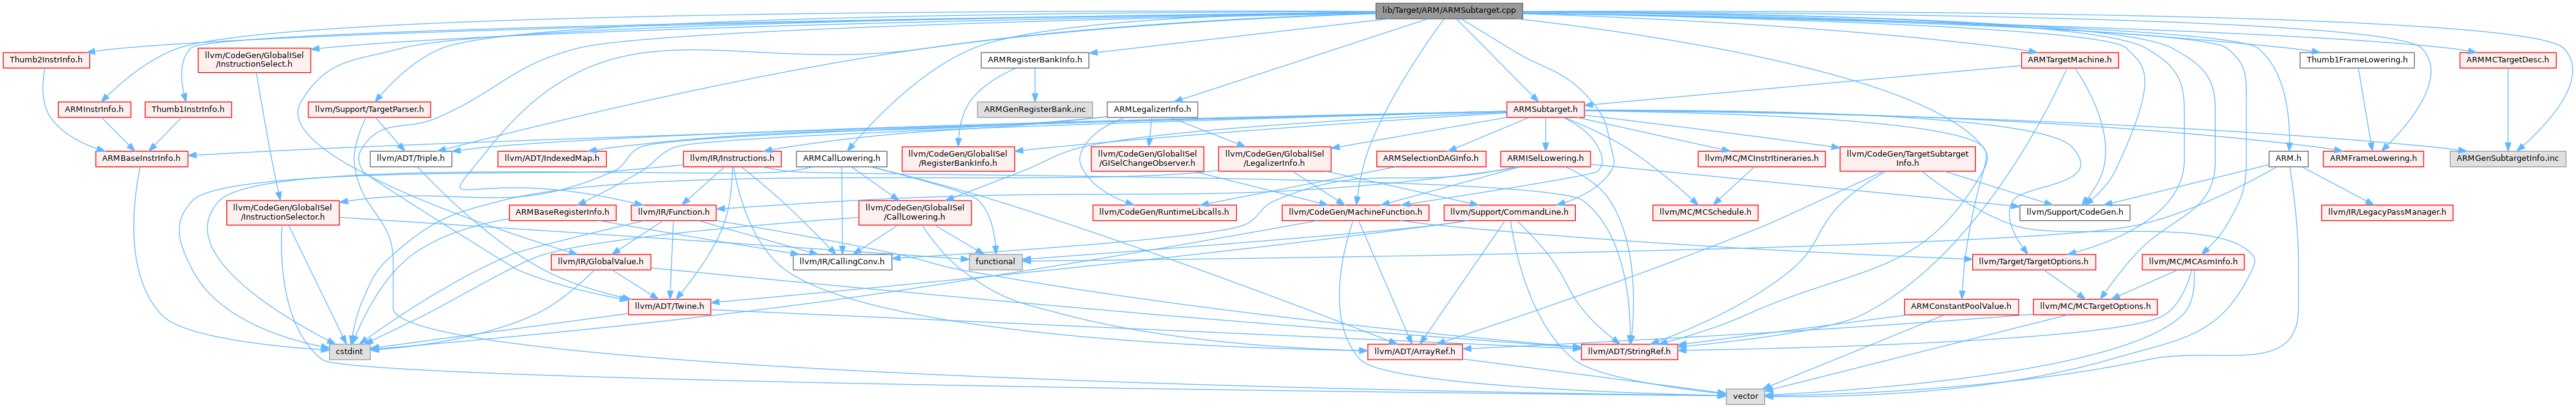 lib/Target/ARM/ARMSubtarget.cpp
Thumb2InstrInfo.h
llvm/CodeGen/GlobalISel
/InstructionSelect.h
ARMRegisterBankInfo.h
ARMTargetMachine.h
Thumb1FrameLowering.h
ARMMCTargetDesc.h
ARMInstrInfo.h
Thumb1InstrInfo.h
llvm/Support/TargetParser.h
ARMGenRegisterBank.inc
ARMLegalizerInfo.h
ARMSubtarget.h
ARMBaseInstrInfo.h
llvm/ADT/Triple.h
llvm/ADT/IndexedMap.h
llvm/IR/Instructions.h
ARMCallLowering.h
llvm/CodeGen/GlobalISel
/RegisterBankInfo.h
llvm/CodeGen/GlobalISel
/GISelChangeObserver.h
llvm/CodeGen/GlobalISel
/LegalizerInfo.h
ARMSelectionDAGInfo.h
ARMISelLowering.h
llvm/MC/MCInstrItineraries.h
llvm/CodeGen/TargetSubtarget
Info.h
ARM.h
ARMFrameLowering.h
ARMGenSubtargetInfo.inc
llvm/CodeGen/GlobalISel
/InstructionSelector.h
ARMBaseRegisterInfo.h
llvm/IR/Function.h
llvm/CodeGen/GlobalISel
/CallLowering.h
llvm/CodeGen/RuntimeLibcalls.h
llvm/CodeGen/MachineFunction.h
llvm/Support/CommandLine.h
llvm/MC/MCSchedule.h
llvm/Support/CodeGen.h
llvm/IR/LegacyPassManager.h
llvm/IR/GlobalValue.h
llvm/IR/CallingConv.h
functional
llvm/Target/TargetOptions.h
llvm/MC/MCAsmInfo.h
llvm/ADT/Twine.h
ARMConstantPoolValue.h
llvm/MC/MCTargetOptions.h
cstdint
llvm/ADT/ArrayRef.h
llvm/ADT/StringRef.h
vector